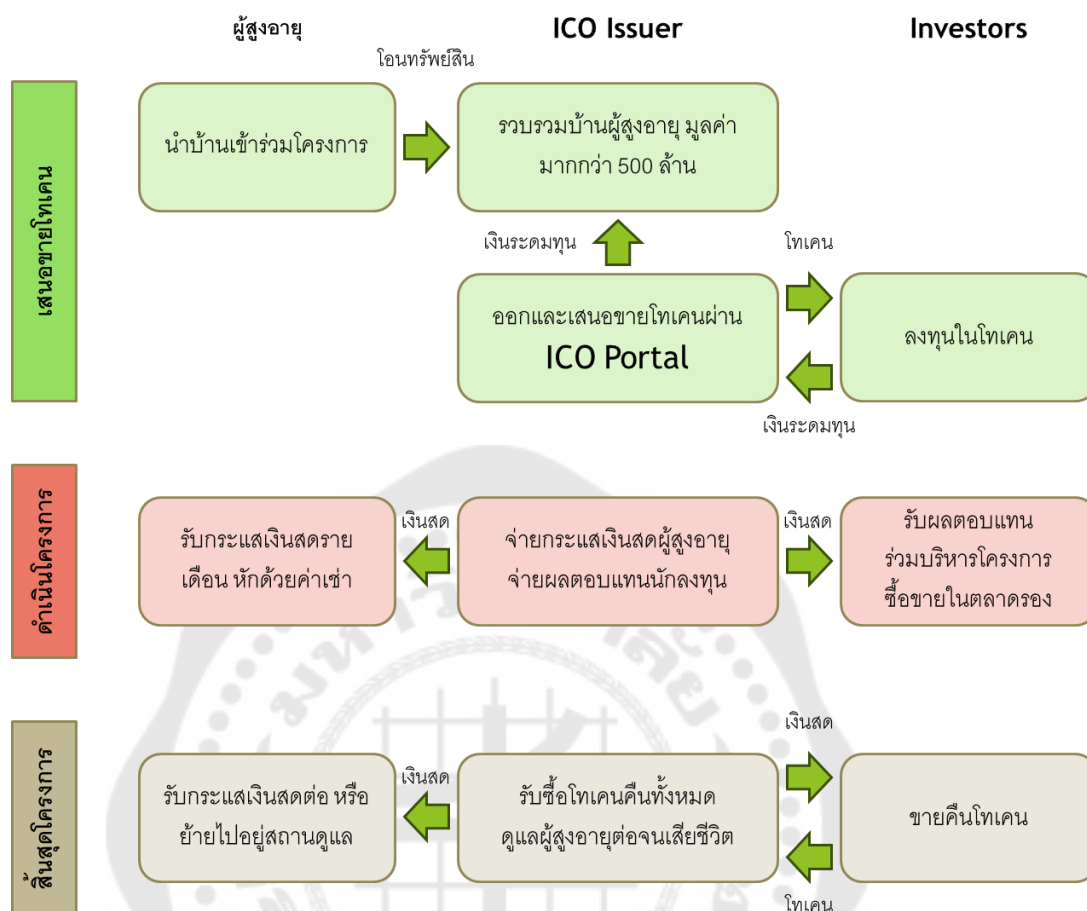 ผู้สูงอายุ
ICO Issuer
Investors
โอนทรัพย์สิน
เสนอขายโทเคน
นำบ้านเข้าร่วมโครงการ
รวบรวมบ้านผู้สูงอายุ มูลค่า
มากกว่า 500 ล้าน
เงินระดมทุน
โทเคน
ออกและเสนอขายโทเคนผ่าน
ICO Portal
ลงทุนในโทเคน
เงินระดมทุน
ดำเนินโครงการ
รับกระแสเงินสดราย
เดือน หักด้วยค่าเช่า
เงินสด
จ่ายกระแสเงินสดผู้สูงอายุ
จ่ายผลตอบแทนนักลงทุน
เงินสด
รับผลตอบแทน
ร่วมบริหารโครงการ
ซื้อขายในตลาดรอง
สิ้นสุดโครงการ
รับกระแสเงินสดต่อ หรือ
ย้ายไปอยู่สถานดูแล
เงินสด
รับซื้อโทเคนคืนทั้งหมด
ดูแลผู้สูงอายุต่อจนเสียชีวิต
เงินสด
ขายคืนโทเคน
โทเคน